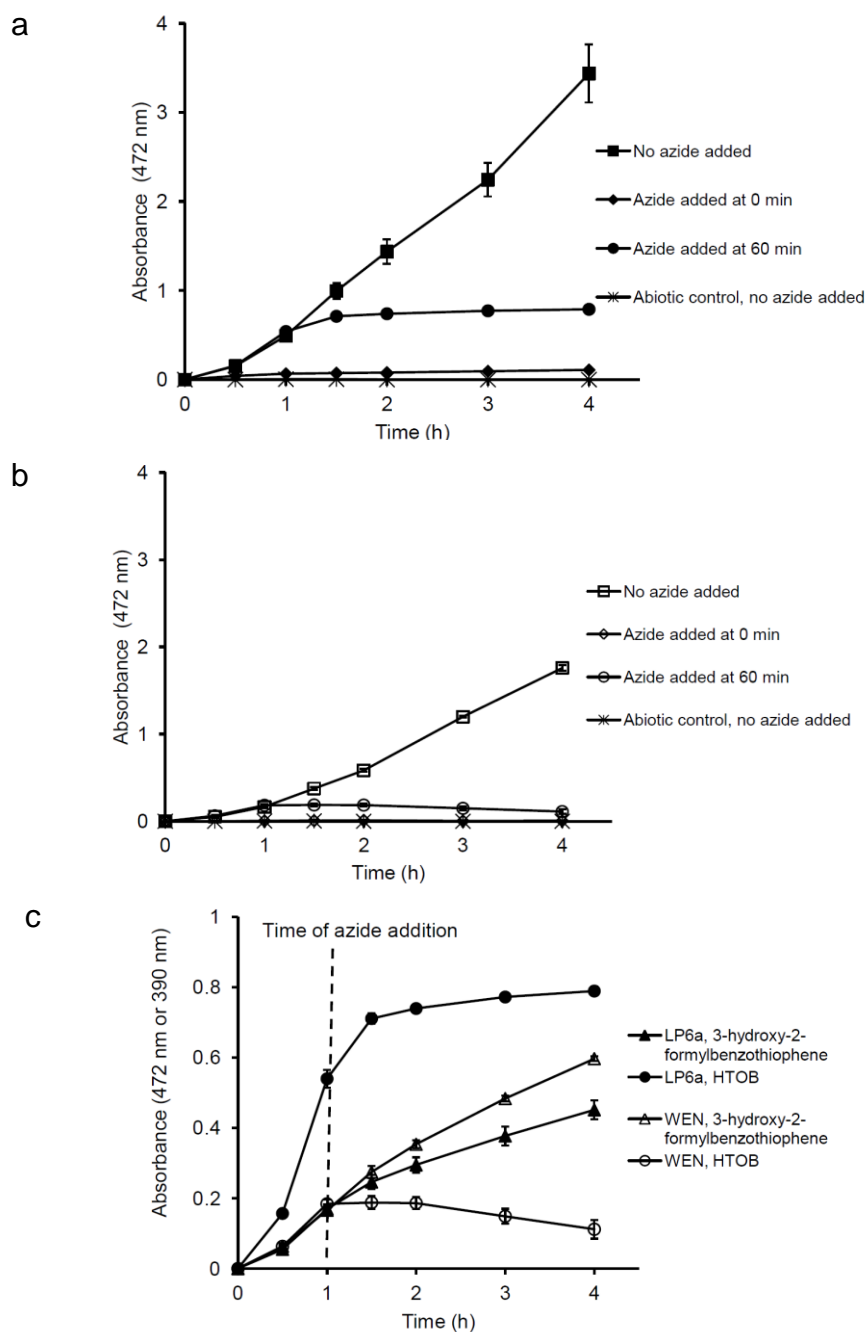 a
4
3
2
1
0
Absorbance (472 nm)
0 1 2 3 4
Time (h)
No azide added
Azide added at 0 min
Azide added at 60 min
Abiotic control, no azide added
b
4
3
2
1
0
Absorbance (472 nm)
0 1 2 3 4
Time (h)
No azide added
Azide added at 0 min
Azide added at 60 min
Abiotic control, no azide added
c
1
0.8
0.6
0.4
0.2
0
Absorbance (472 nm or 390 nm)
Time of azide addition
0 1 2 3 4
Time (h)
LP6a, 3-hydroxy-2-
formylbenzothiophene
LP6a, HTOB
WEN, 3-hydroxy-2-
formylbenzothiophene
WEN, HTOB